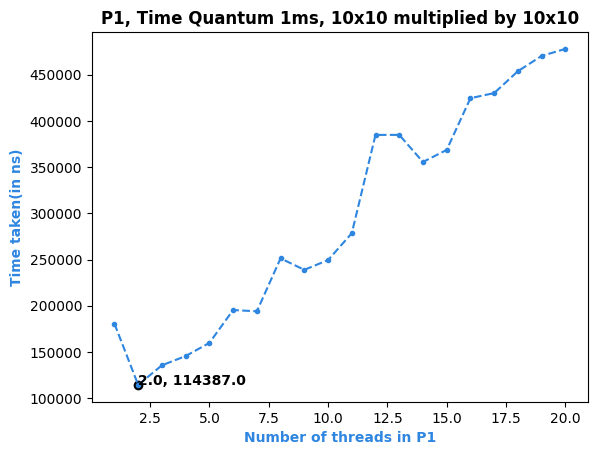 P1, Time Quantum 1ms, 10x10 multiplied by 10x10
450000
400000
350000
300000
250000
200000
150000
100000
Time taken(in ns)
2.0, 114387.0
2.5 5.0 7.5 10.0 12.5 15.0 17.5 20.0
Number of threads in P1